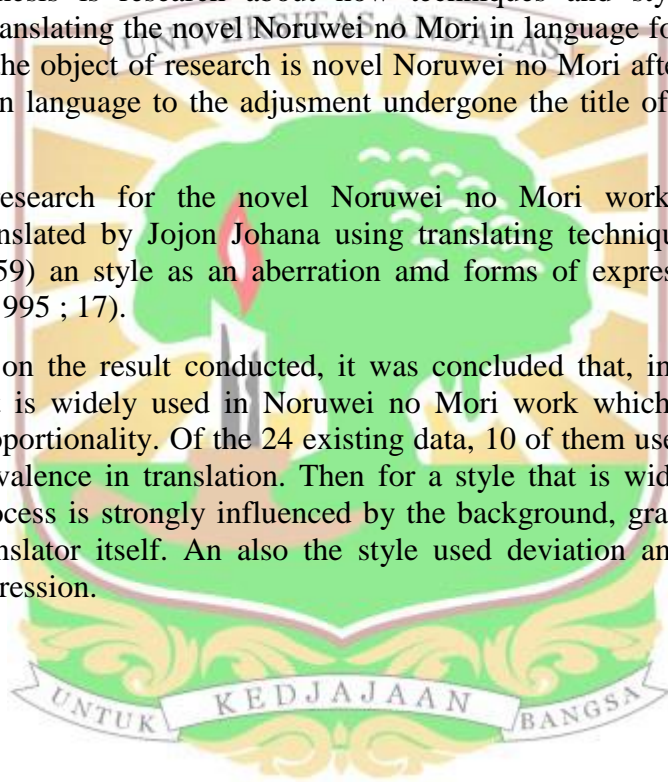 thesis is research about how techniques and sty
UNIVERSITAS ANDALAS
translating the novel Noruwei no Mori in language fo
the object of research is novel Noruwei no Mori afte
n language to the adjusment undergone the title of
esearch for the novel Noruwei no Mori work
nslated by Jojon Johana using translating techniqu
59) an style as an aberration amd forms of expres
995 ; 17).
on the result conducted, it was concluded that, in
t is widely used in Noruwei no Mori work which
oportionality. Of the 24 existing data, 10 of them use
valence in translation. Then for a style that is wid
ocess is strongly influenced by the background, gra
nslator itself. An also the style used deviation an
ression.
UNTUK KEDJAJAAN BANGSA